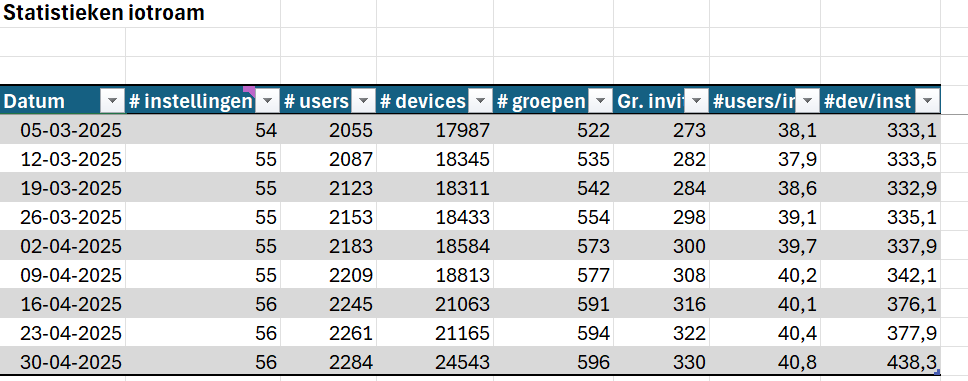 Statistieken iotroam
Datum # instellingen # users # devices # groepen Gr. invi #users/ir #dev/inst
05-03-2025 54 2055 17987 522 273 38,1 333,1
12-03-2025 55 2087 18345 535 282 37,9 333,5
19-03-2025 55 2123 18311 542 284 38,6 332,9
26-03-2025 55 2153 18433 554 298 39,1 335,1
02-04-2025 55 2183 18584 573 300 39,7 337,9
09-04-2025 55 2209 18813 577 308 40,2 342,1
16-04-2025 56 2245 21063 591 316 40,1 376,1
23-04-2025 56 2261 21165 594 322 40,4 377,9
30-04-2025 56 2284 24543 596 330 40,8 438,3